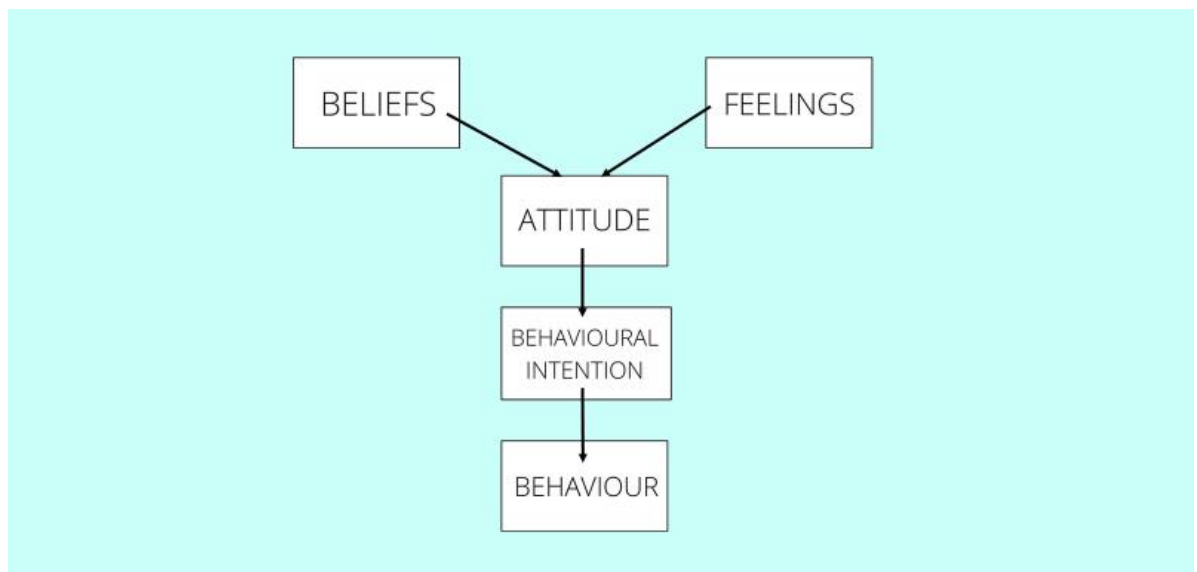 BELIEFS
FEELINGS
ATTITUDE
BEHAVIOURAL
INTENTION
BEHAVIOUR